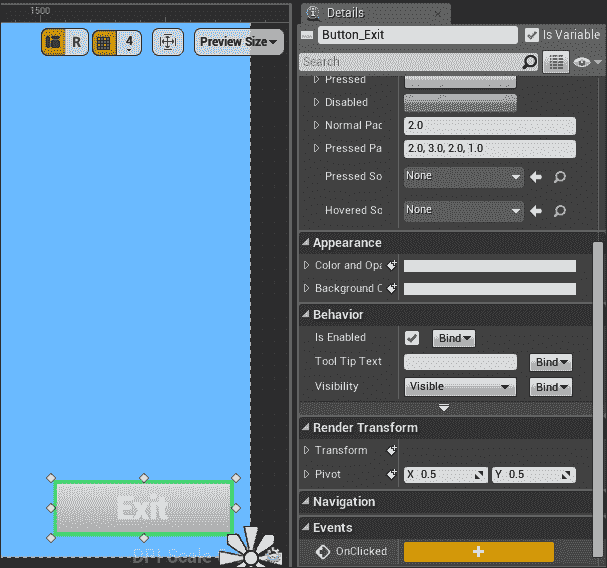 1500
R
4
Preview Size
Exit
DPI Scale
Details
Button_Exit
Is Variable
Search
Pressed
Disabled
Normal Pac
2.0
Pressed Pa
2.0, 3.0, 2.0, 1.0
Pressed So
None
Hovered So
None
Appearance
Color and Opa
Background C
Behavior
Is Enabled
Bind
Tool Tip Text
Bind
Visibility
Visible
Bind
Render Transform
Transform
Pivot
X 0.5
Y 0.5
Navigation
Events
OnClicked
+